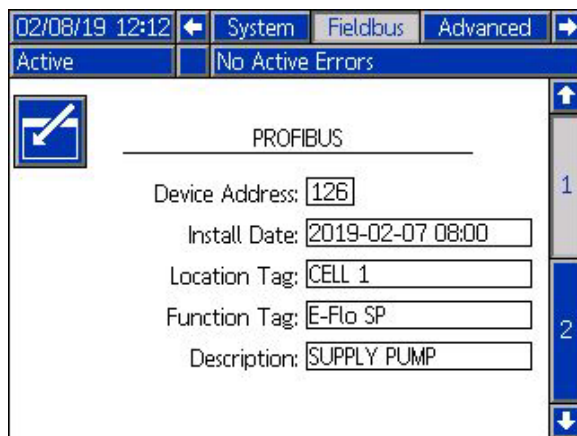 02/08/19 12:12 System Fieldbus Advanced
Active No Active Errors
PROFIBUS
1
Device Address: 126
Install Date: 2019-02-07 08:00
Location Tag: CELL 1
Function Tag: E-Flo SP
2
Description: SUPPLY PUMP